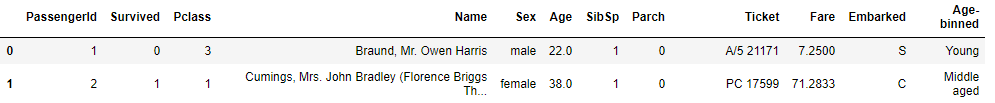 PassengerId Survived Pclass Name Sex Age SibSp Parch Ticket Fare Embarked Age-
binned
0 1 0 3 Braund, Mr. Owen Harris male 22.0 1 0 A/5 21171 7.2500 S Young
1 2 1 1 Cumings, Mrs. John Bradley (Florence Briggs
Th... female 38.0 1 0 PC 17599 71.2833 C Middle
aged